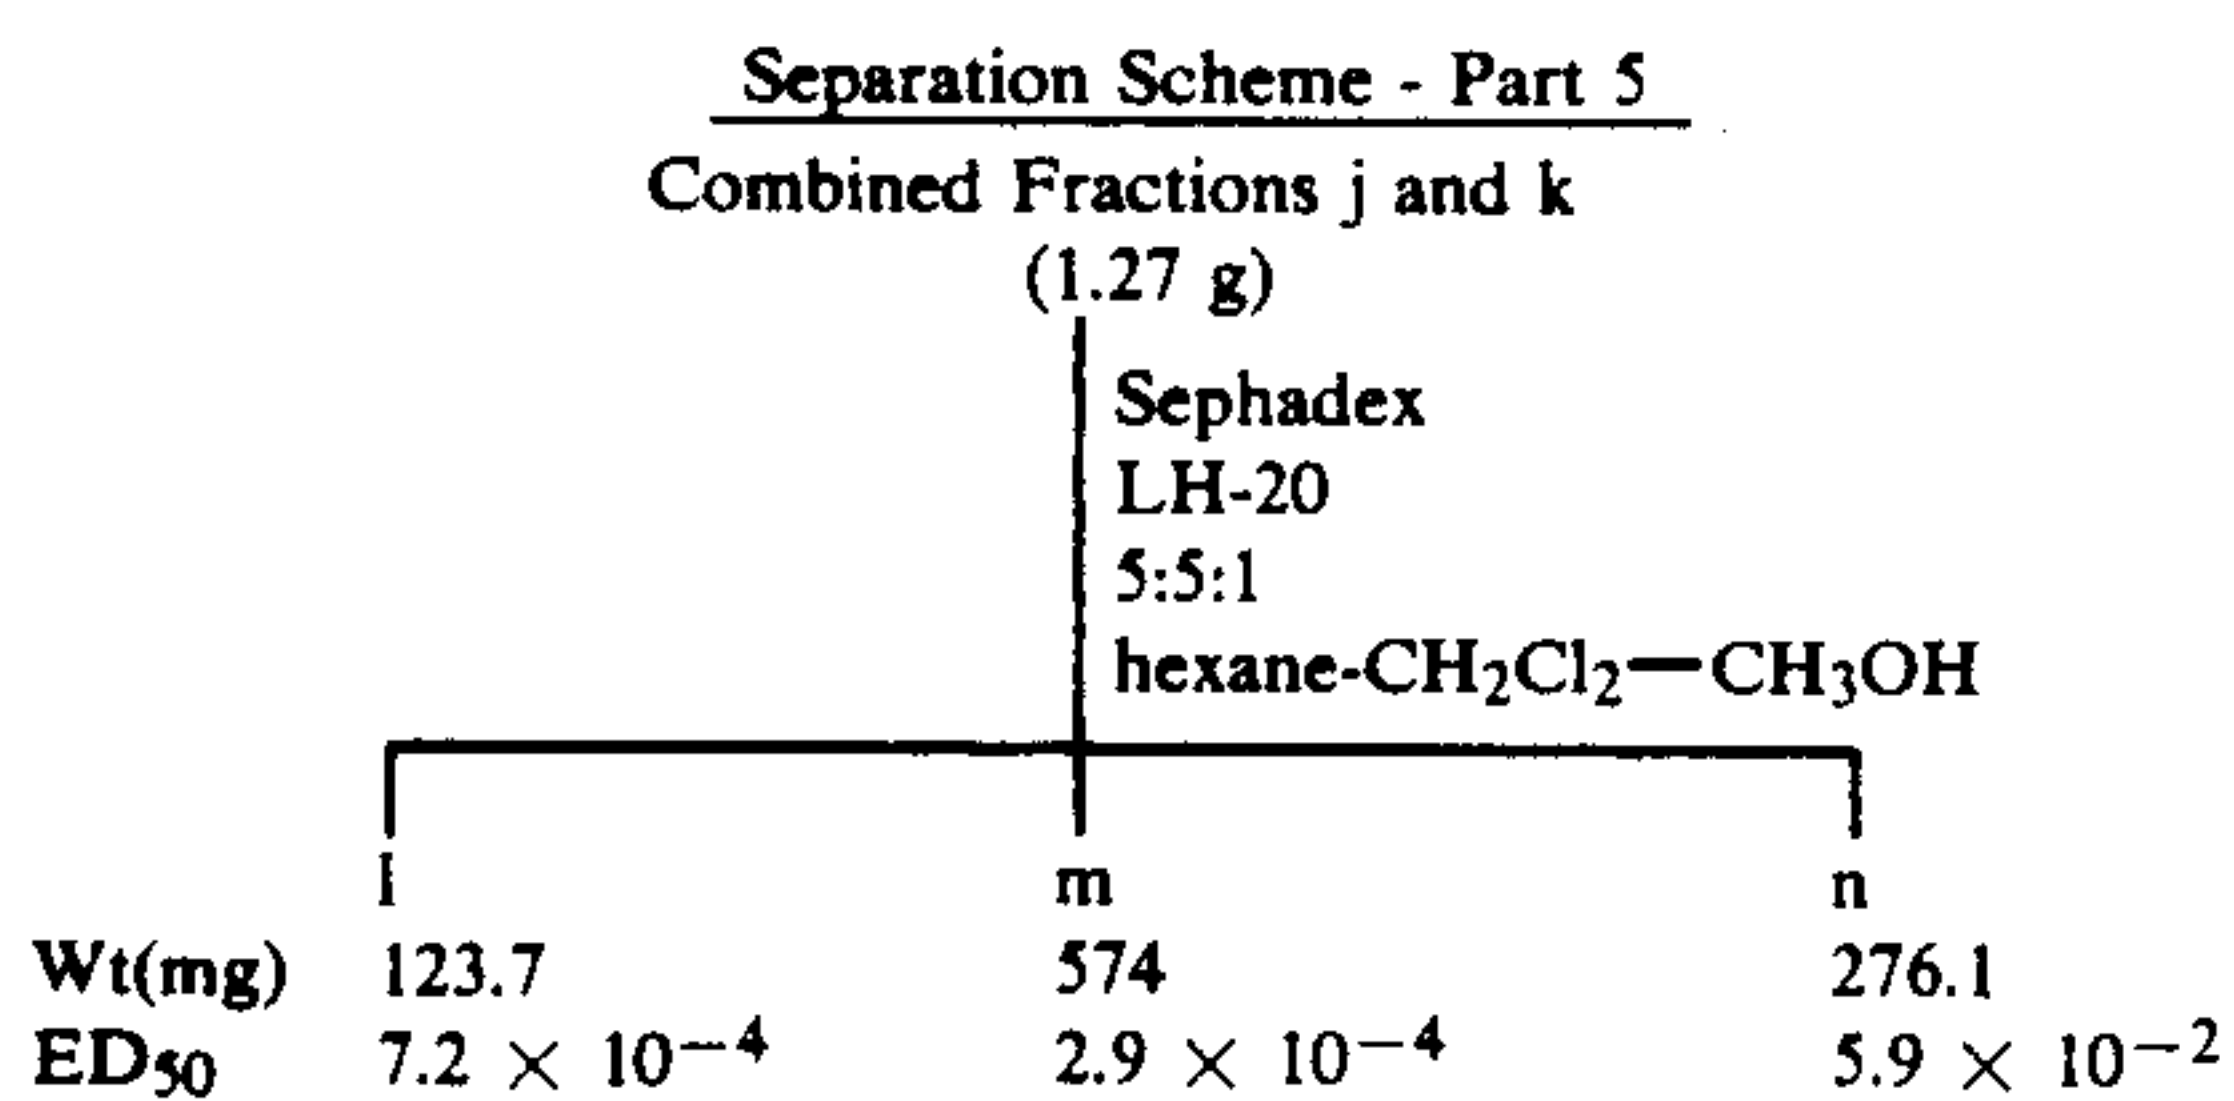 Separation Scheme - Part 5
Combined Fractions j and k
(1.27 g)
Sephadex
LH-20
5:5:1
hexane-CH₂Cl₂—CH₃OH
l m n
Wt(mg) 123.7 574 276.1
ED₅₀ 7.2 × 10⁻⁴ 2.9 × 10⁻⁴ 5.9 × 10⁻²